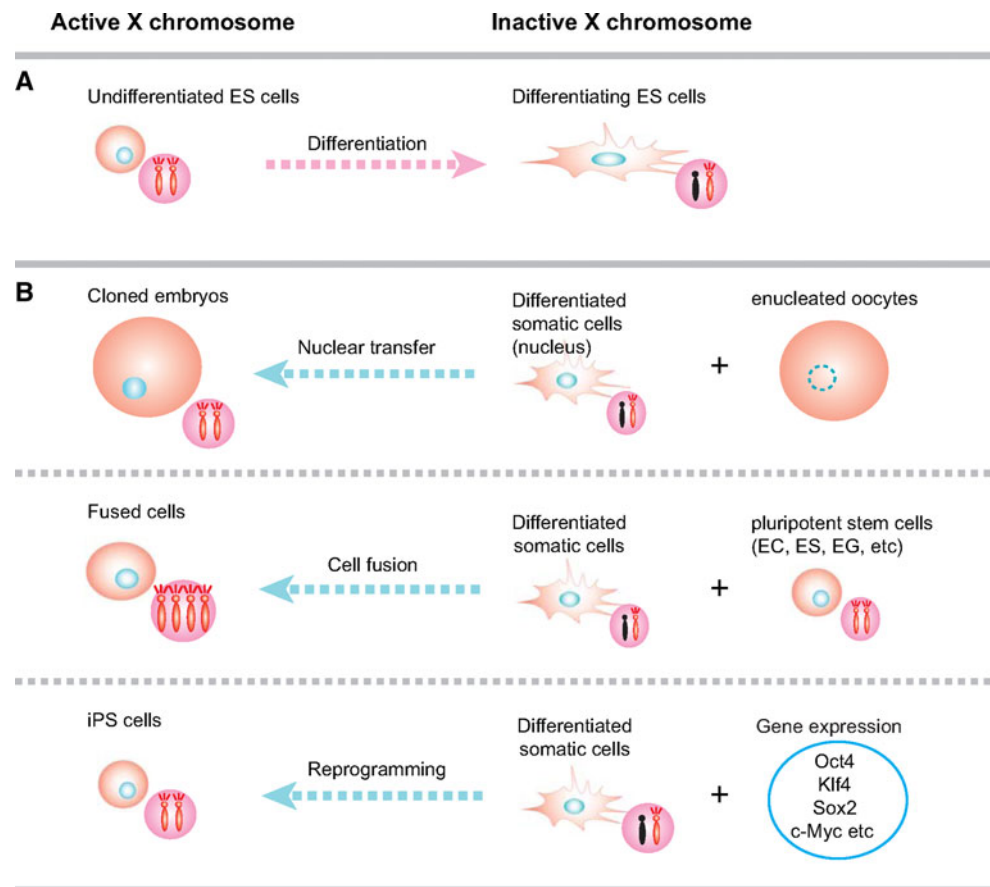 Active X chromosome
Inactive X chromosome
A
Undifferentiated ES cells
Differentiation
Differentiating ES cells
B
Cloned embryos
Nuclear transfer
Differentiated
somatic cells
(nucleus)
+
enucleated oocytes
Fused cells
Cell fusion
Differentiated
somatic cells
+
pluripotent stem cells
(EC, ES, EG, etc)
iPS cells
Reprogramming
Differentiated
somatic cells
+
Gene expression
Oct4
Klf4
Sox2
c-Myc etc